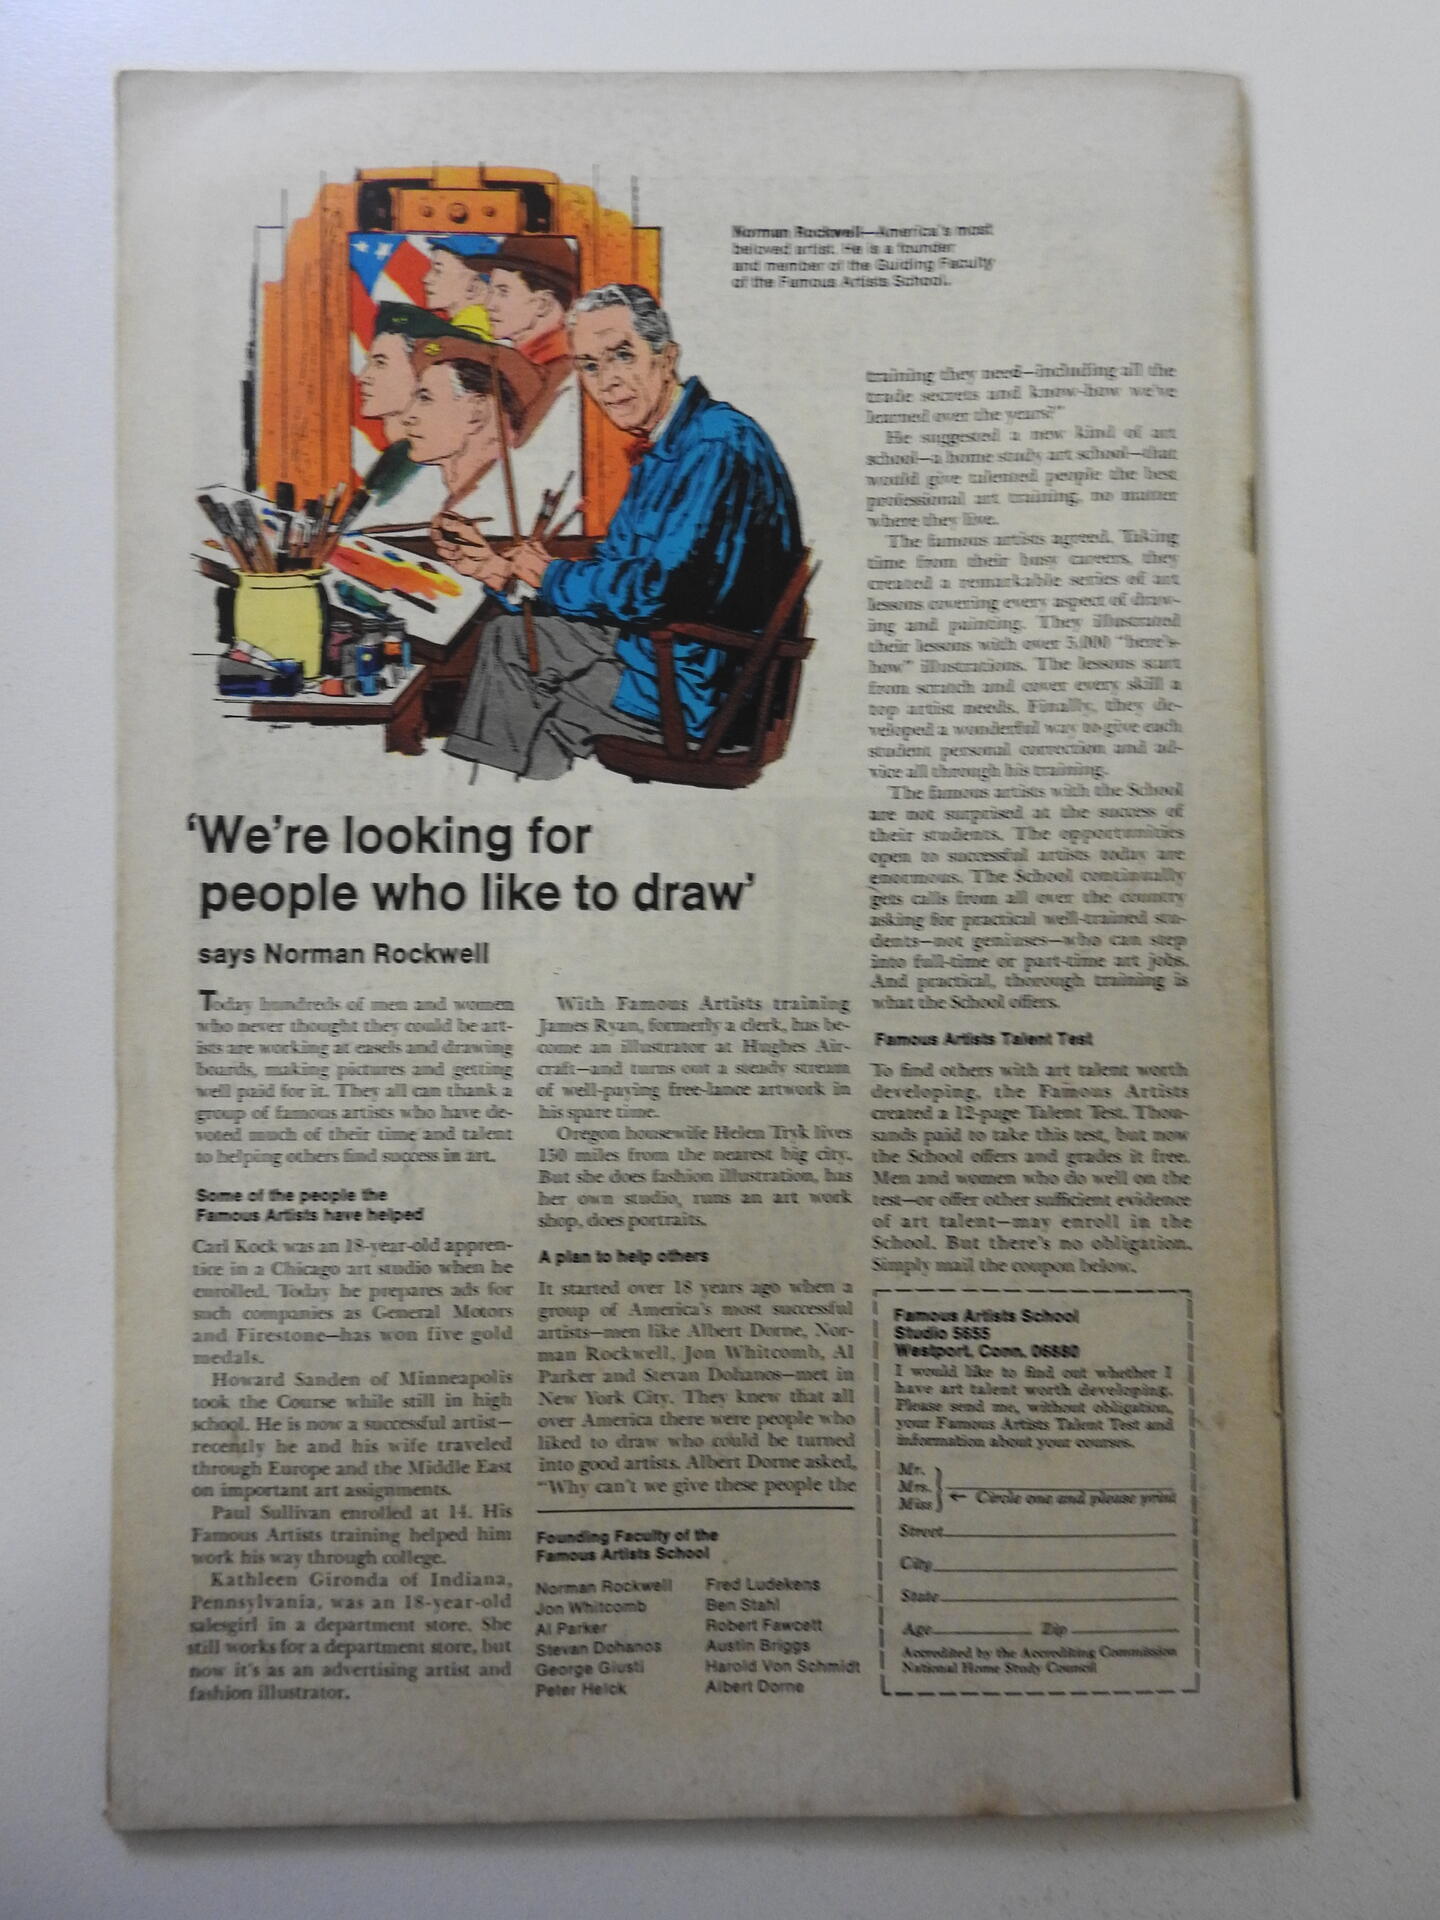 Norman Rockwell—America's most
beloved artist. He is a founder
and member of the Guiding Faculty
of the Famous Artists School.
'We're looking for
people who like to draw'
says Norman Rockwell
Today hundreds of men and women
who never thought they could be art-
ists are working at easels and drawing
boards, making pictures and getting
well paid for it. They all can thank a
group of famous artists who have de-
voted much of their time and talent
to helping others find success in art.
Some of the people the
Famous Artists have helped
Carl Kock was an 18-year-old appren-
tice in a Chicago art studio when he
enrolled. Today he prepares ads for
such companies as General Motors
and Firestone—has won five gold
medals.
Howard Sanden of Minneapolis
took the Course while still in high
school. He is now a successful artist—
recently he and his wife traveled
through Europe and the Middle East
on important art assignments.
Paul Sullivan enrolled at 14. His
Famous Artists training helped him
work his way through college.
Kathleen Gironda of Indiana,
Pennsylvania, was an 18-year-old
salesgirl in a department store. She
still works for a department store, but
now it's as an advertising artist and
fashion illustrator.
With Famous Artists training
James Ryan, formerly a clerk, has be-
come an illustrator at Hughes Air-
craft—and turns out a steady stream
of well-paying free-lance artwork in
his spare time.
Oregon housewife Helen Tryk lives
150 miles from the nearest big city.
But she does fashion illustration, has
her own studio, runs an art work
shop, does portraits.
A plan to help others
It started over 18 years ago when a
group of America's most successful
artists—men like Albert Dorne, Nor-
man Rockwell, Jon Whitcomb, Al
Parker and Stevan Dohanos—met in
New York City. They knew that all
over America there were people who
liked to draw who could be turned
into good artists. Albert Dorne asked,
"Why can't we give these people the
Founding Faculty of the
Famous Artists School
Norman Rockwell
Jon Whitcomb
Al Parker
Stevan Dohanos
George Giusti
Peter Helck
Fred Ludekens
Ben Stahl
Robert Fawcett
Austin Briggs
Harold Von Schmidt
Albert Dorne
training they need—including all the
trade secrets and know-how we've
learned over the years?"
He suggested a new kind of art
school—a home study art school—that
would give talented people the best
professional art training, no matter
where they live.
The famous artists agreed. Taking
time from their busy careers, they
created a remarkable series of art
lessons covering every aspect of draw-
ing and painting. They illustrated
their lessons with over 5,000 "here's-
how" illustrations. The lessons start
from scratch and cover every skill a
top artist needs. Finally, they de-
veloped a wonderful way to give each
student personal correction and ad-
vice all through his training.
The famous artists with the School
are not surprised at the success of
their students. The opportunities
open to successful artists today are
enormous. The School continually
gets calls from all over the country
asking for practical well-trained stu-
dents—not geniuses—who can step
into full-time or part-time art jobs.
And practical, thorough training is
what the School offers.
Famous Artists Talent Test
To find others with art talent worth
developing, the Famous Artists
created a 12-page Talent Test. Thou-
sands paid to take this test, but now
the School offers and grades it free.
Men and women who do well on the
test—or offer other sufficient evidence
of art talent—may enroll in the
School. But there's no obligation.
Simply mail the coupon below.
Famous Artists School
Studio 5655
Westport, Conn. 06880
I would like to find out whether I
have art talent worth developing.
Please send me, without obligation,
your Famous Artists Talent Test and
information about your courses.
Mr.
Mrs.
Miss
← Circle one and please print
Street
City
State
Age Zip
Accredited by the Accrediting Commission
National Home Study Council